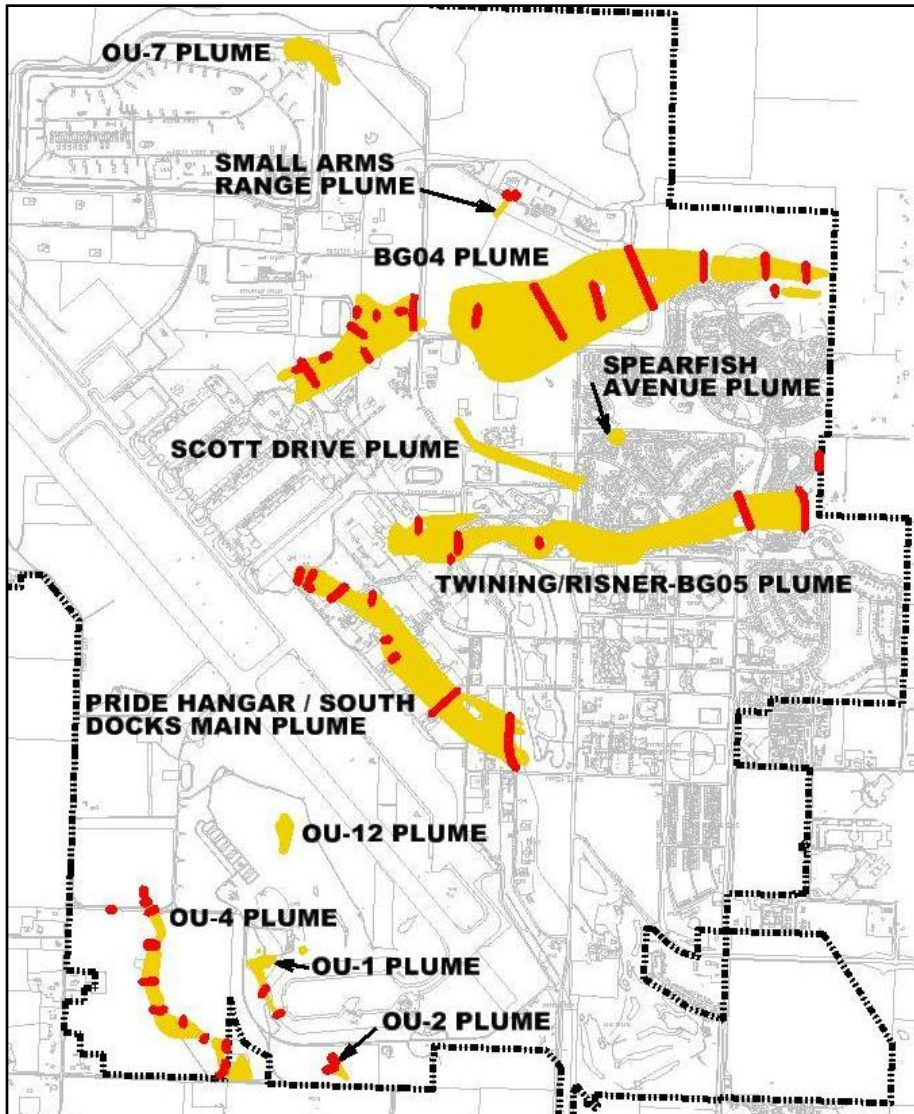 OU-7 PLUME
SMALL ARMS
RANGE PLUME
BG04 PLUME
SPEARFISH
AVENUE PLUME
SCOTT DRIVE PLUME
TWINING/RISNER-BG05 PLUME
PRIDE HANGAR / SOUTH
DOCKS MAIN PLUME
OU-12 PLUME
OU-4 PLUME
OU-1 PLUME
OU-2 PLUME